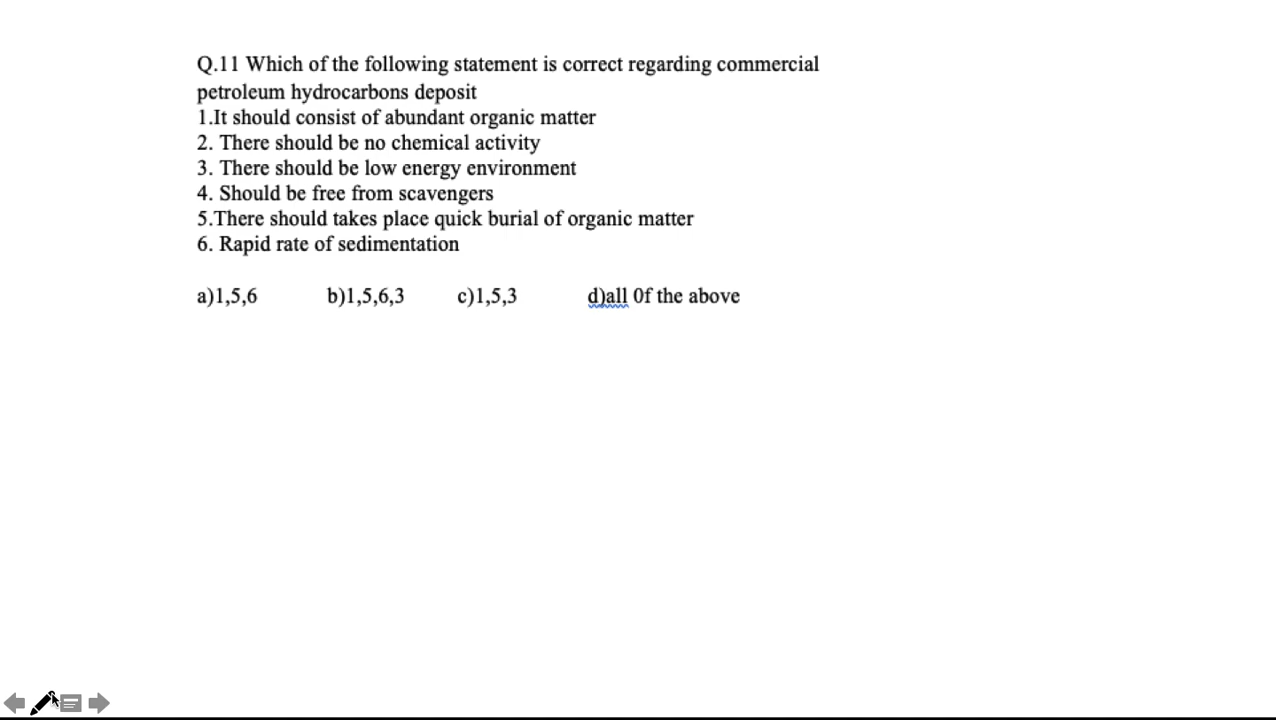 Q.11 Which of the following statement is correct regarding commercial
petroleum hydrocarbons deposit
1.It should consist of abundant organic matter
2. There should be no chemical activity
3. There should be low energy environment
4. Should be free from scavengers
5.There should takes place quick burial of organic matter
6. Rapid rate of sedimentation
a)1,5,6 b)1,5,6,3 c)1,5,3 d)all 0f the above